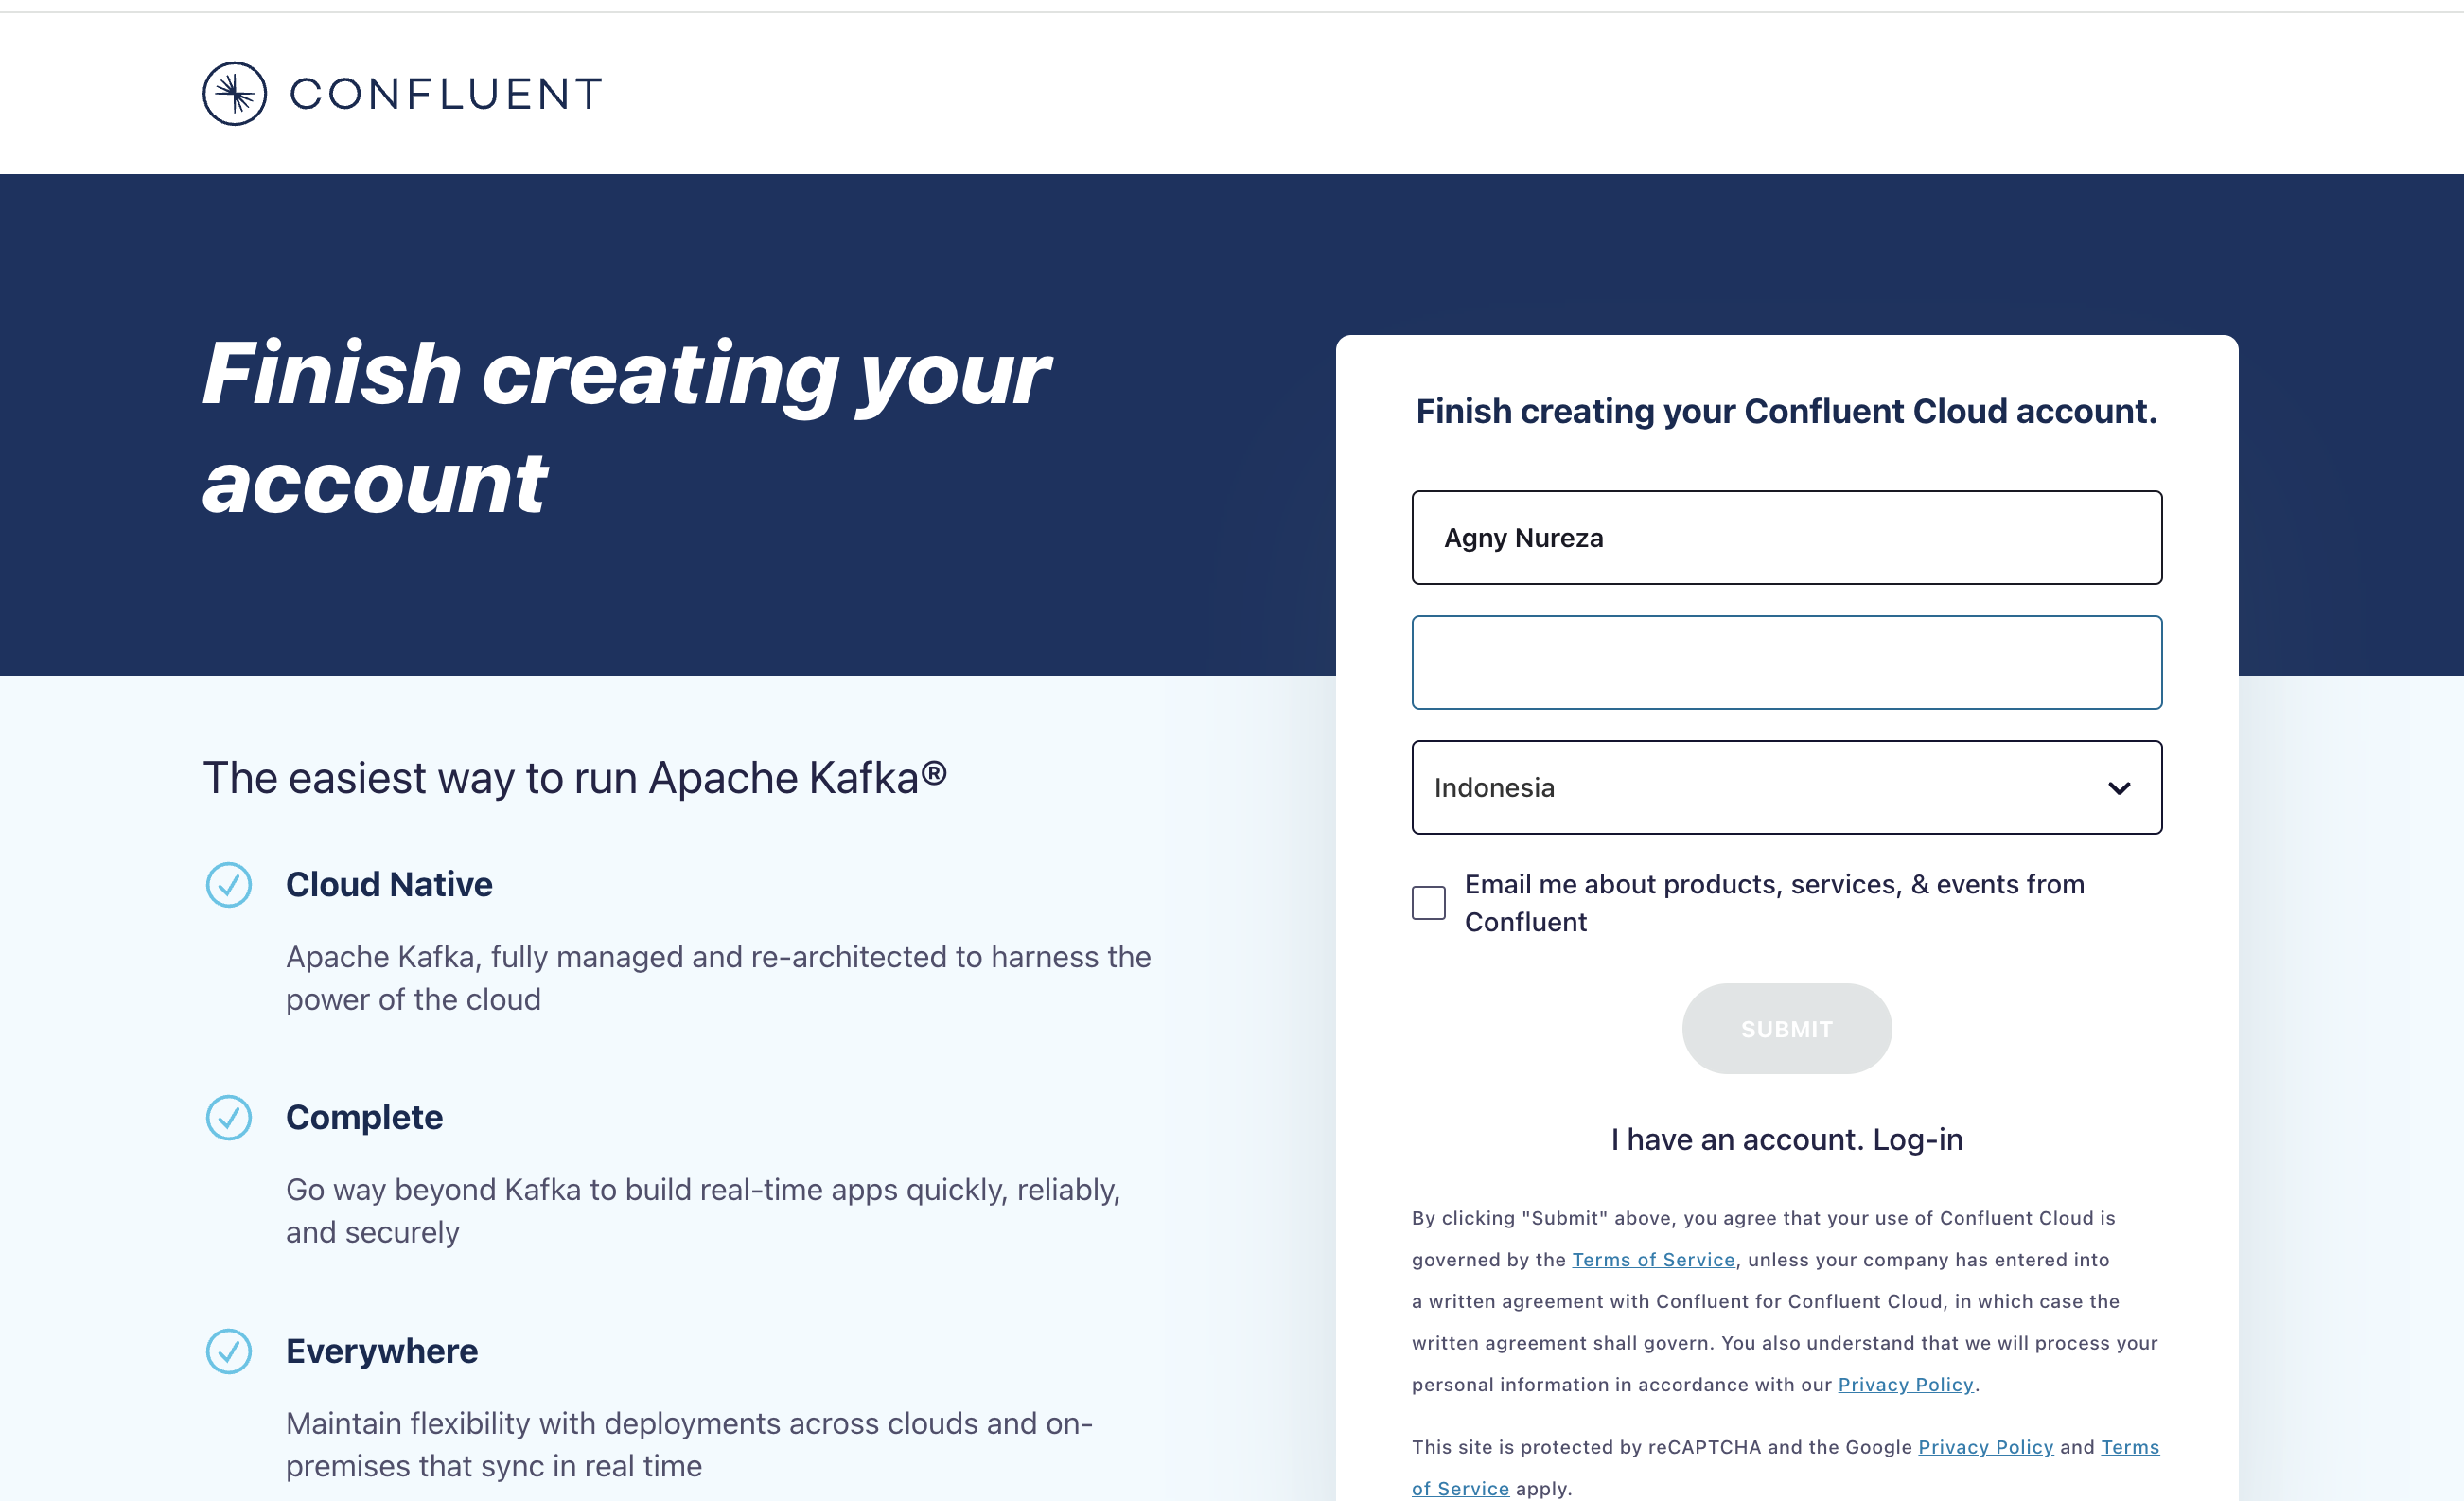 CONFLUENT
Finish creating your
account
The easiest way to run Apache Kafka®
Cloud Native
Apache Kafka, fully managed and re-architected to harness the
power of the cloud
Complete
Go way beyond Kafka to build real-time apps quickly, reliably,
and securely
Everywhere
Maintain flexibility with deployments across clouds and on-
premises that sync in real time
Finish creating your Confluent Cloud account.
Agny Nureza
Indonesia
Email me about products, services, & events from
Confluent
SUBMIT
I have an account. Log-in
By clicking "Submit" above, you agree that your use of Confluent Cloud is
governed by the Terms of Service, unless your company has entered into
a written agreement with Confluent for Confluent Cloud, in which case the
written agreement shall govern. You also understand that we will process your
personal information in accordance with our Privacy Policy.
This site is protected by reCAPTCHA and the Google Privacy Policy and Terms
of Service apply.